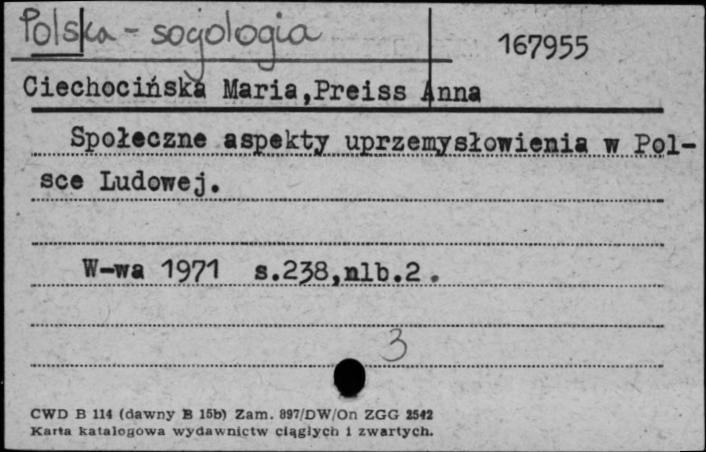 Polska - socjologia
167955
Ciechocińska Maria,Preiss Anna
Społeczne aspekty uprzemysłowienia w Pol-
sce Ludowej.
W-wa 1971 s.238,nlb.2.
3
CWD B 114 (dawny B 15b) Zam. 897/DW/On ZGG 2542
Karta katalogowa wydawnictw ciągłych i zwartych.